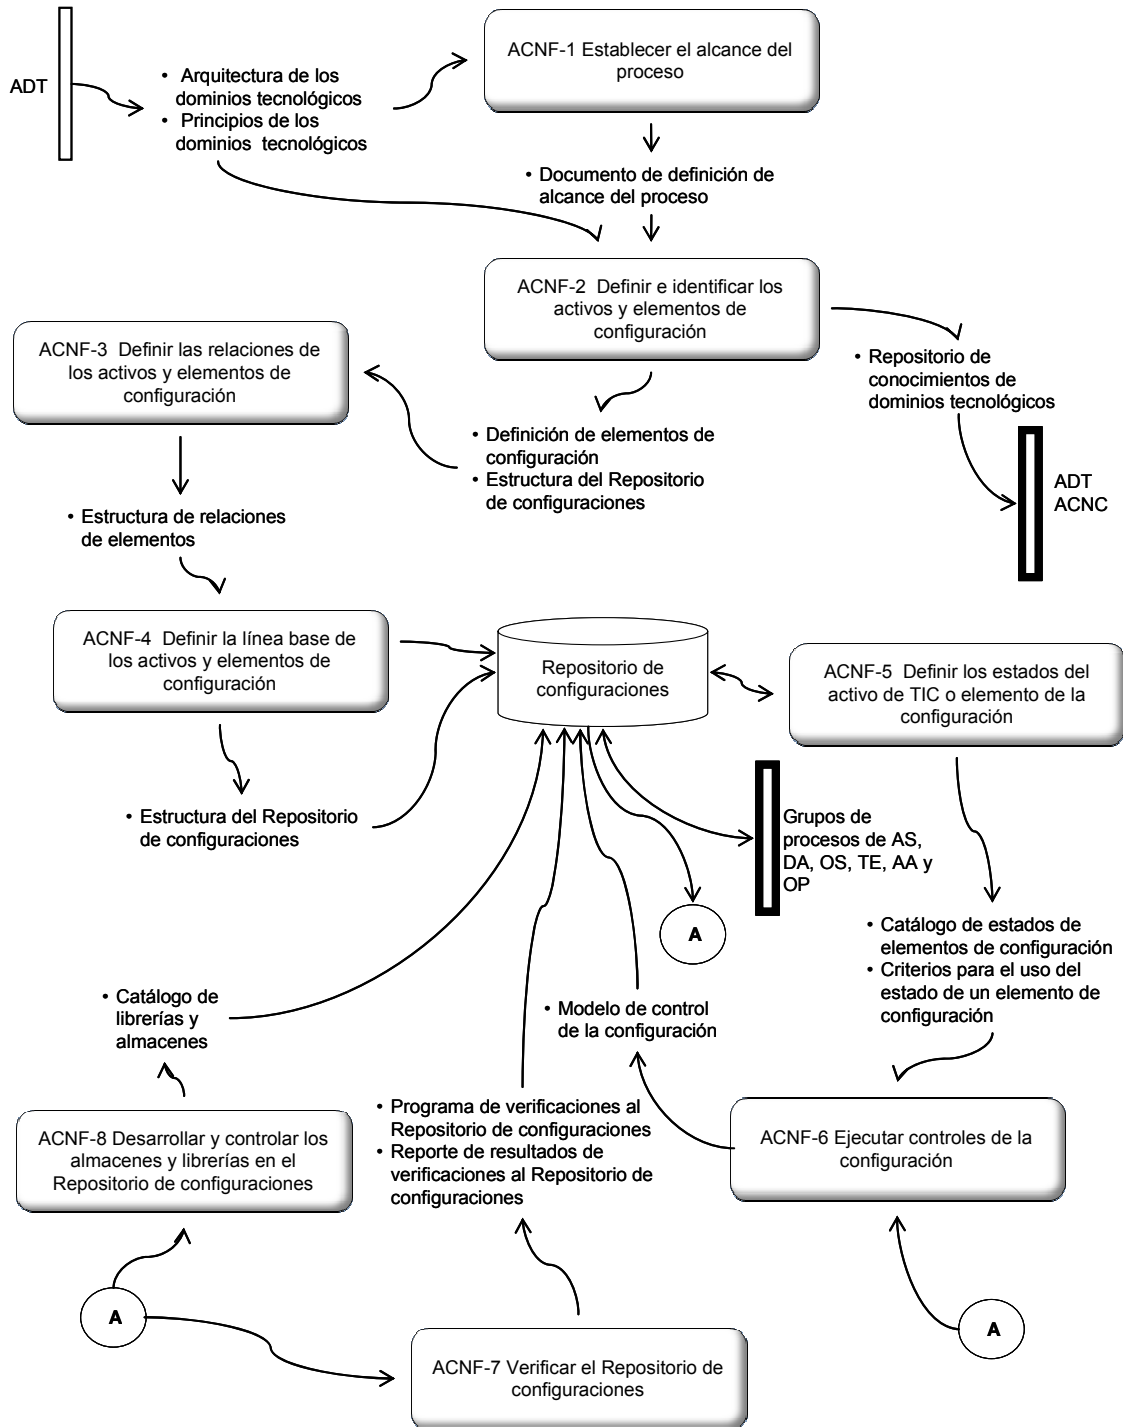 ADT
• Arquitectura de los
dominios tecnológicos
• Principios de los
dominios tecnológicos
ACNF-1 Establecer el alcance del
proceso
• Documento de definición de
alcance del proceso
ACNF-2 Definir e identificar los
activos y elementos de
configuración
• Repositorio de
conocimientos de
dominios tecnológicos
ADT
ACNC
ACNF-3 Definir las relaciones de
los activos y elementos de
configuración
• Definición de elementos de
configuración
• Estructura del Repositorio
de configuraciones
• Estructura de relaciones
de elementos
ACNF-4 Definir la línea base de
los activos y elementos de
configuración
Repositorio de
configuraciones
ACNF-5 Definir los estados del
activo de TIC o elemento de la
configuración
• Estructura del Repositorio
de configuraciones
Grupos de
procesos de AS,
DA, OS, TE, AA y
OP
A
• Catálogo de estados de
elementos de configuración
• Criterios para el uso del
estado de un elemento de
configuración
• Catálogo de
librerías y
almacenes
• Modelo de control
de la configuración
• Programa de verificaciones al
Repositorio de configuraciones
• Reporte de resultados de
verificaciones al Repositorio de
configuraciones
ACNF-8 Desarrollar y controlar los
almacenes y librerías en el
Repositorio de configuraciones
ACNF-6 Ejecutar controles de la
configuración
A
A
ACNF-7 Verificar el Repositorio de
configuraciones